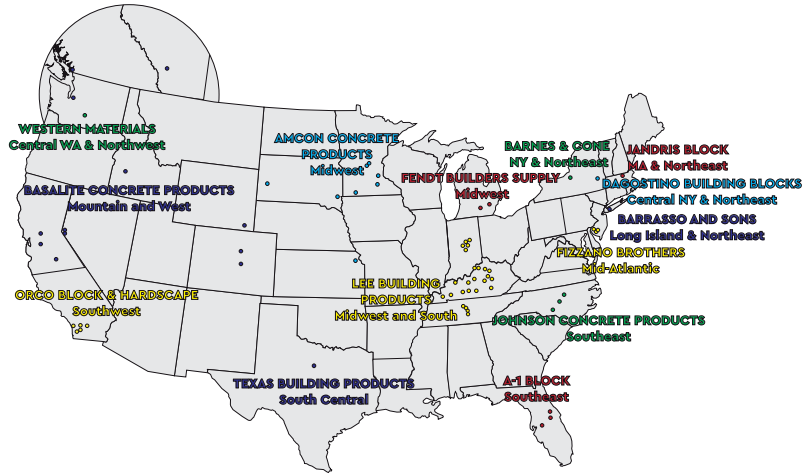 WESTERN MATERIALS
Central WA & Northwest
AMCON CONCRETE
PRODUCTS
Midwest
BARNES & CONE
NY & Northeast
JANDRIS BLOCK
MA & Northeast
FENDT BUILDERS SUPPLY
Midwest
DAGOSTINO BUILDING BLOCKS
Central NY & Northeast
BASALITE CONCRETE PRODUCTS
Mountain and West
BARRASSO AND SONS
Long Island & Northeast
FIZZANO BROTHERS
Mid-Atlantic
ORCO BLOCK & HARDSCAPE
Southwest
LEE BUILDING
PRODUCTS
Midwest and South
JOHNSON CONCRETE PRODUCTS
Southeast
TEXAS BUILDING PRODUCTS
South Central
A-1 BLOCK
Southeast